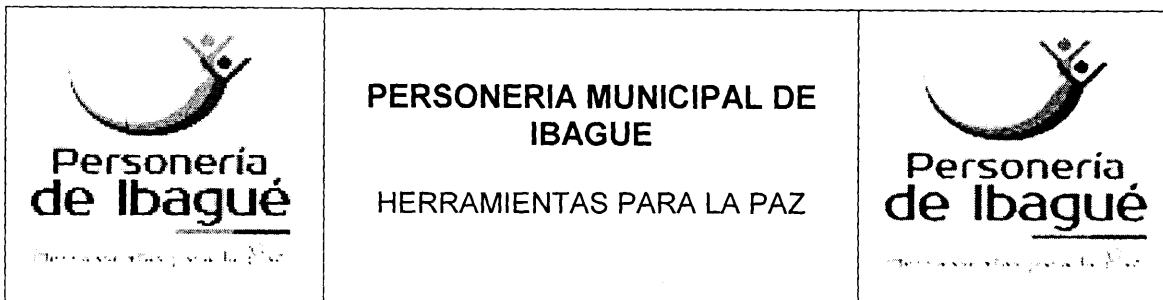 Personería
de Ibagué
PERSONERIA MUNICIPAL DE
IBAGUE
HERRAMIENTAS PARA LA PAZ
Personería
de Ibagué